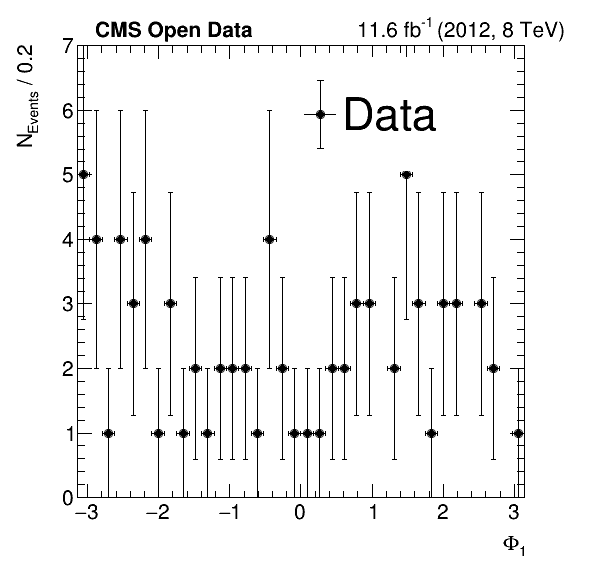 CMS Open Data 11.6 fb-1 (2012, 8 TeV)
NEvents / 0.2
7
6
5
4
3
2
1
0
Data
−3 −2 −1 0 1 2 3
Φ1